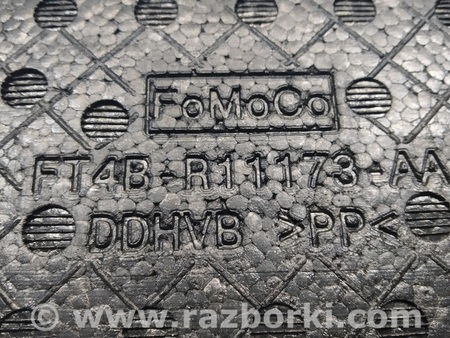 FoMoCo
FT4B-R11173-AA
DDHVB >PP<
© www.razborki.com